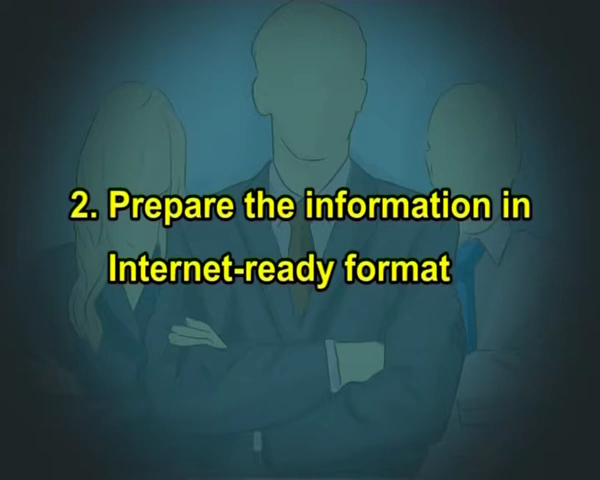 2. Prepare the information in
Internet-ready format